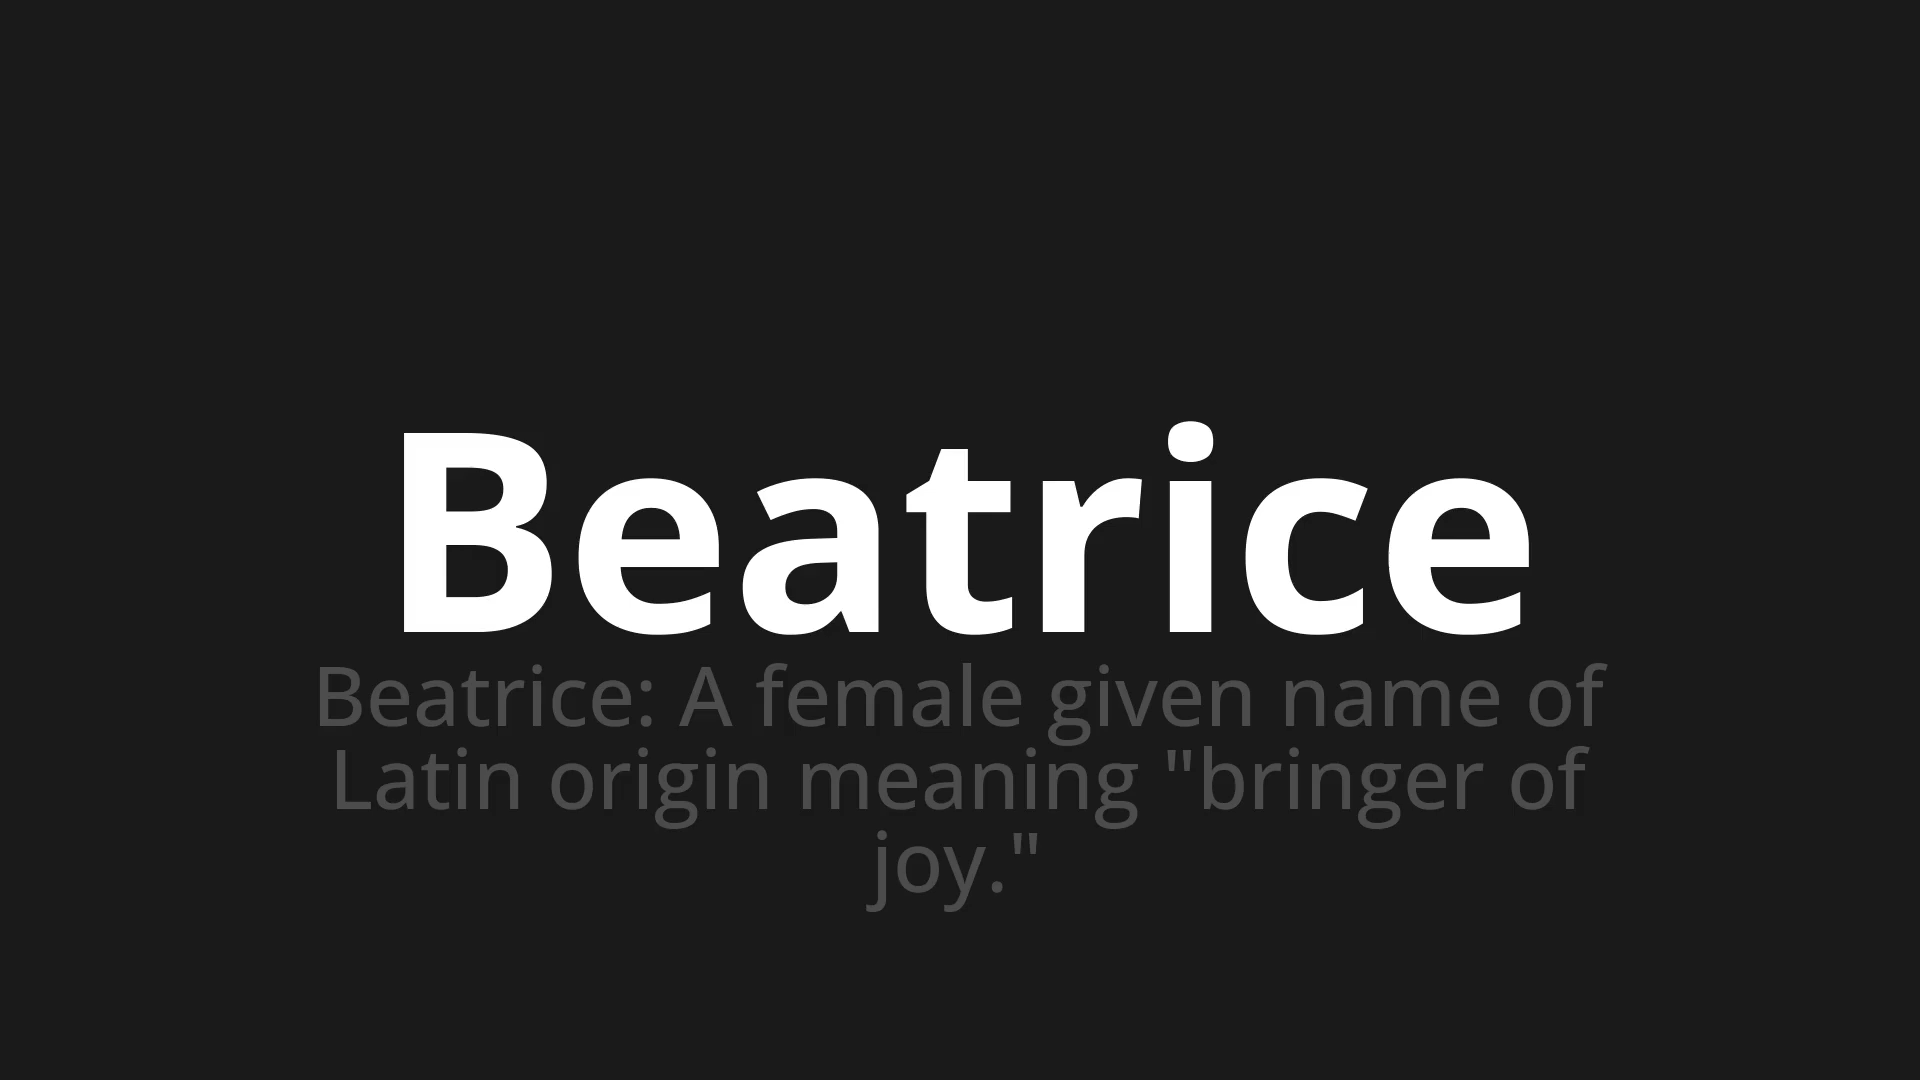 Beatrice
Beatrice: A female given name of
Latin origin meaning "bringer of
joy."